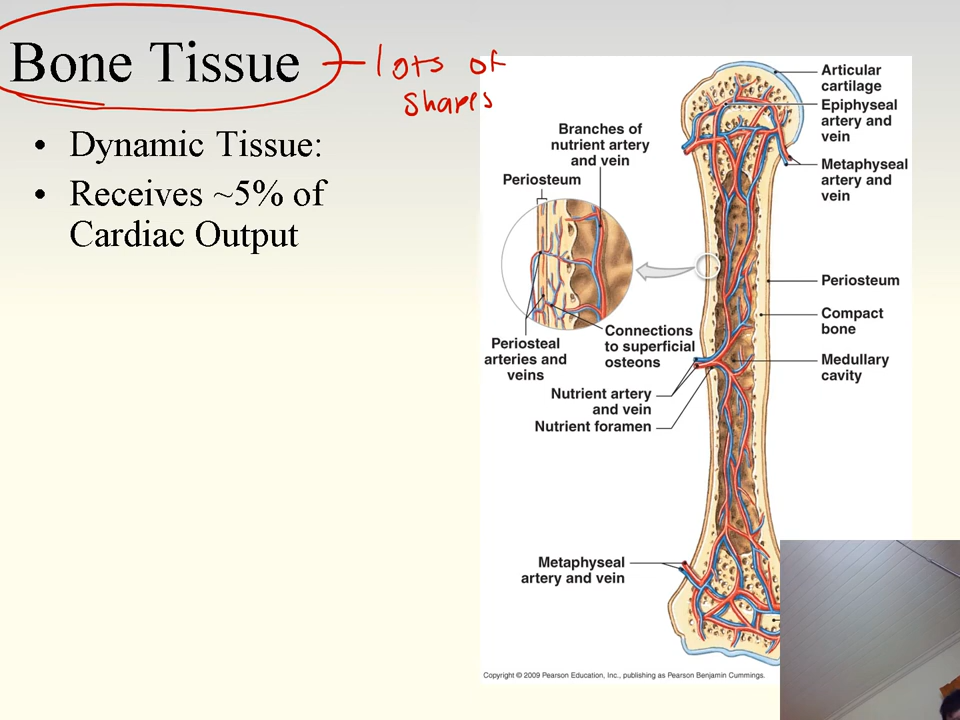 Bone Tissue
lots of
shapes
• Dynamic Tissue:
• Receives ~5% of
Cardiac Output
Articular
cartilage
Epiphyseal
artery and
vein
Metaphyseal
artery and
vein
Branches of
nutrient artery
and vein
Periosteum
Periosteum
Compact
bone
Medullary
cavity
Connections
to superficial
osteons
Periosteal
arteries and
veins
Nutrient artery
and vein
Nutrient foramen
Metaphyseal
artery and vein
Copyright © 2009 Pearson Education, Inc., publishing as Pearson Benjamin Cummings.